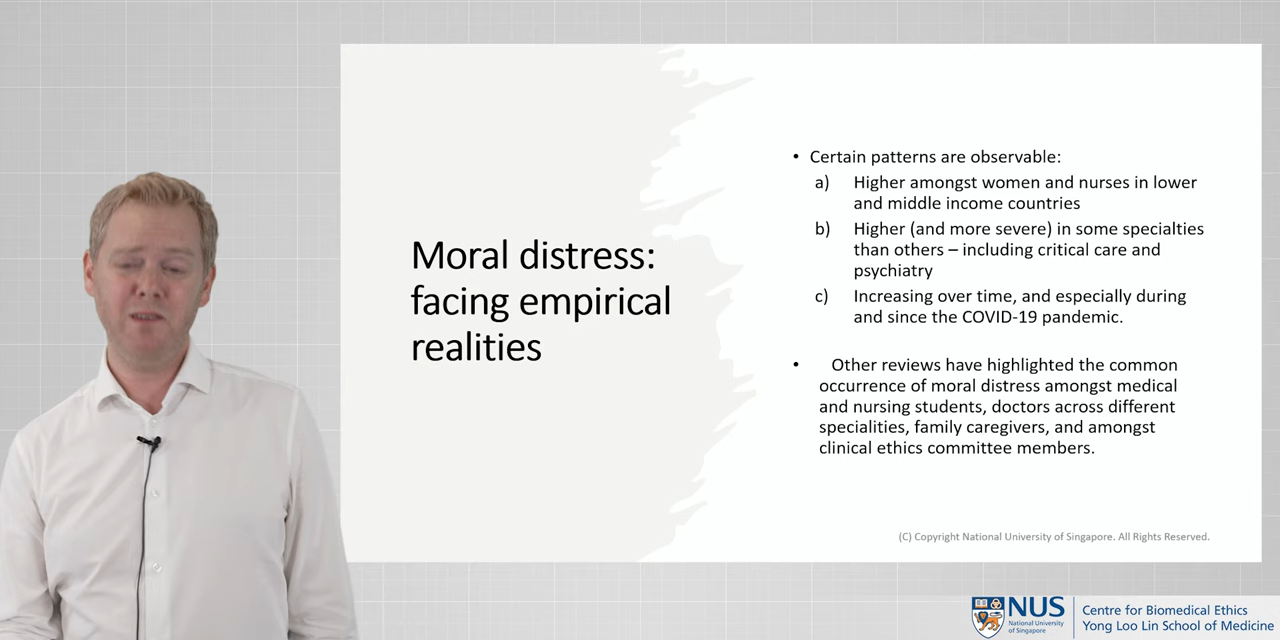 Moral distress:
facing empirical
realities
• Certain patterns are observable:
a) Higher amongst women and nurses in lower
and middle income countries
b) Higher (and more severe) in some specialties
than others – including critical care and
psychiatry
c) Increasing over time, and especially during
and since the COVID-19 pandemic.
• Other reviews have highlighted the common
occurrence of moral distress amongst medical
and nursing students, doctors across different
specialities, family caregivers, and amongst
clinical ethics committee members.
(C) Copyright National University of Singapore. All Rights Reserved.
NUS
National University
of Singapore
Centre for Biomedical Ethics
Yong Loo Lin School of Medicine